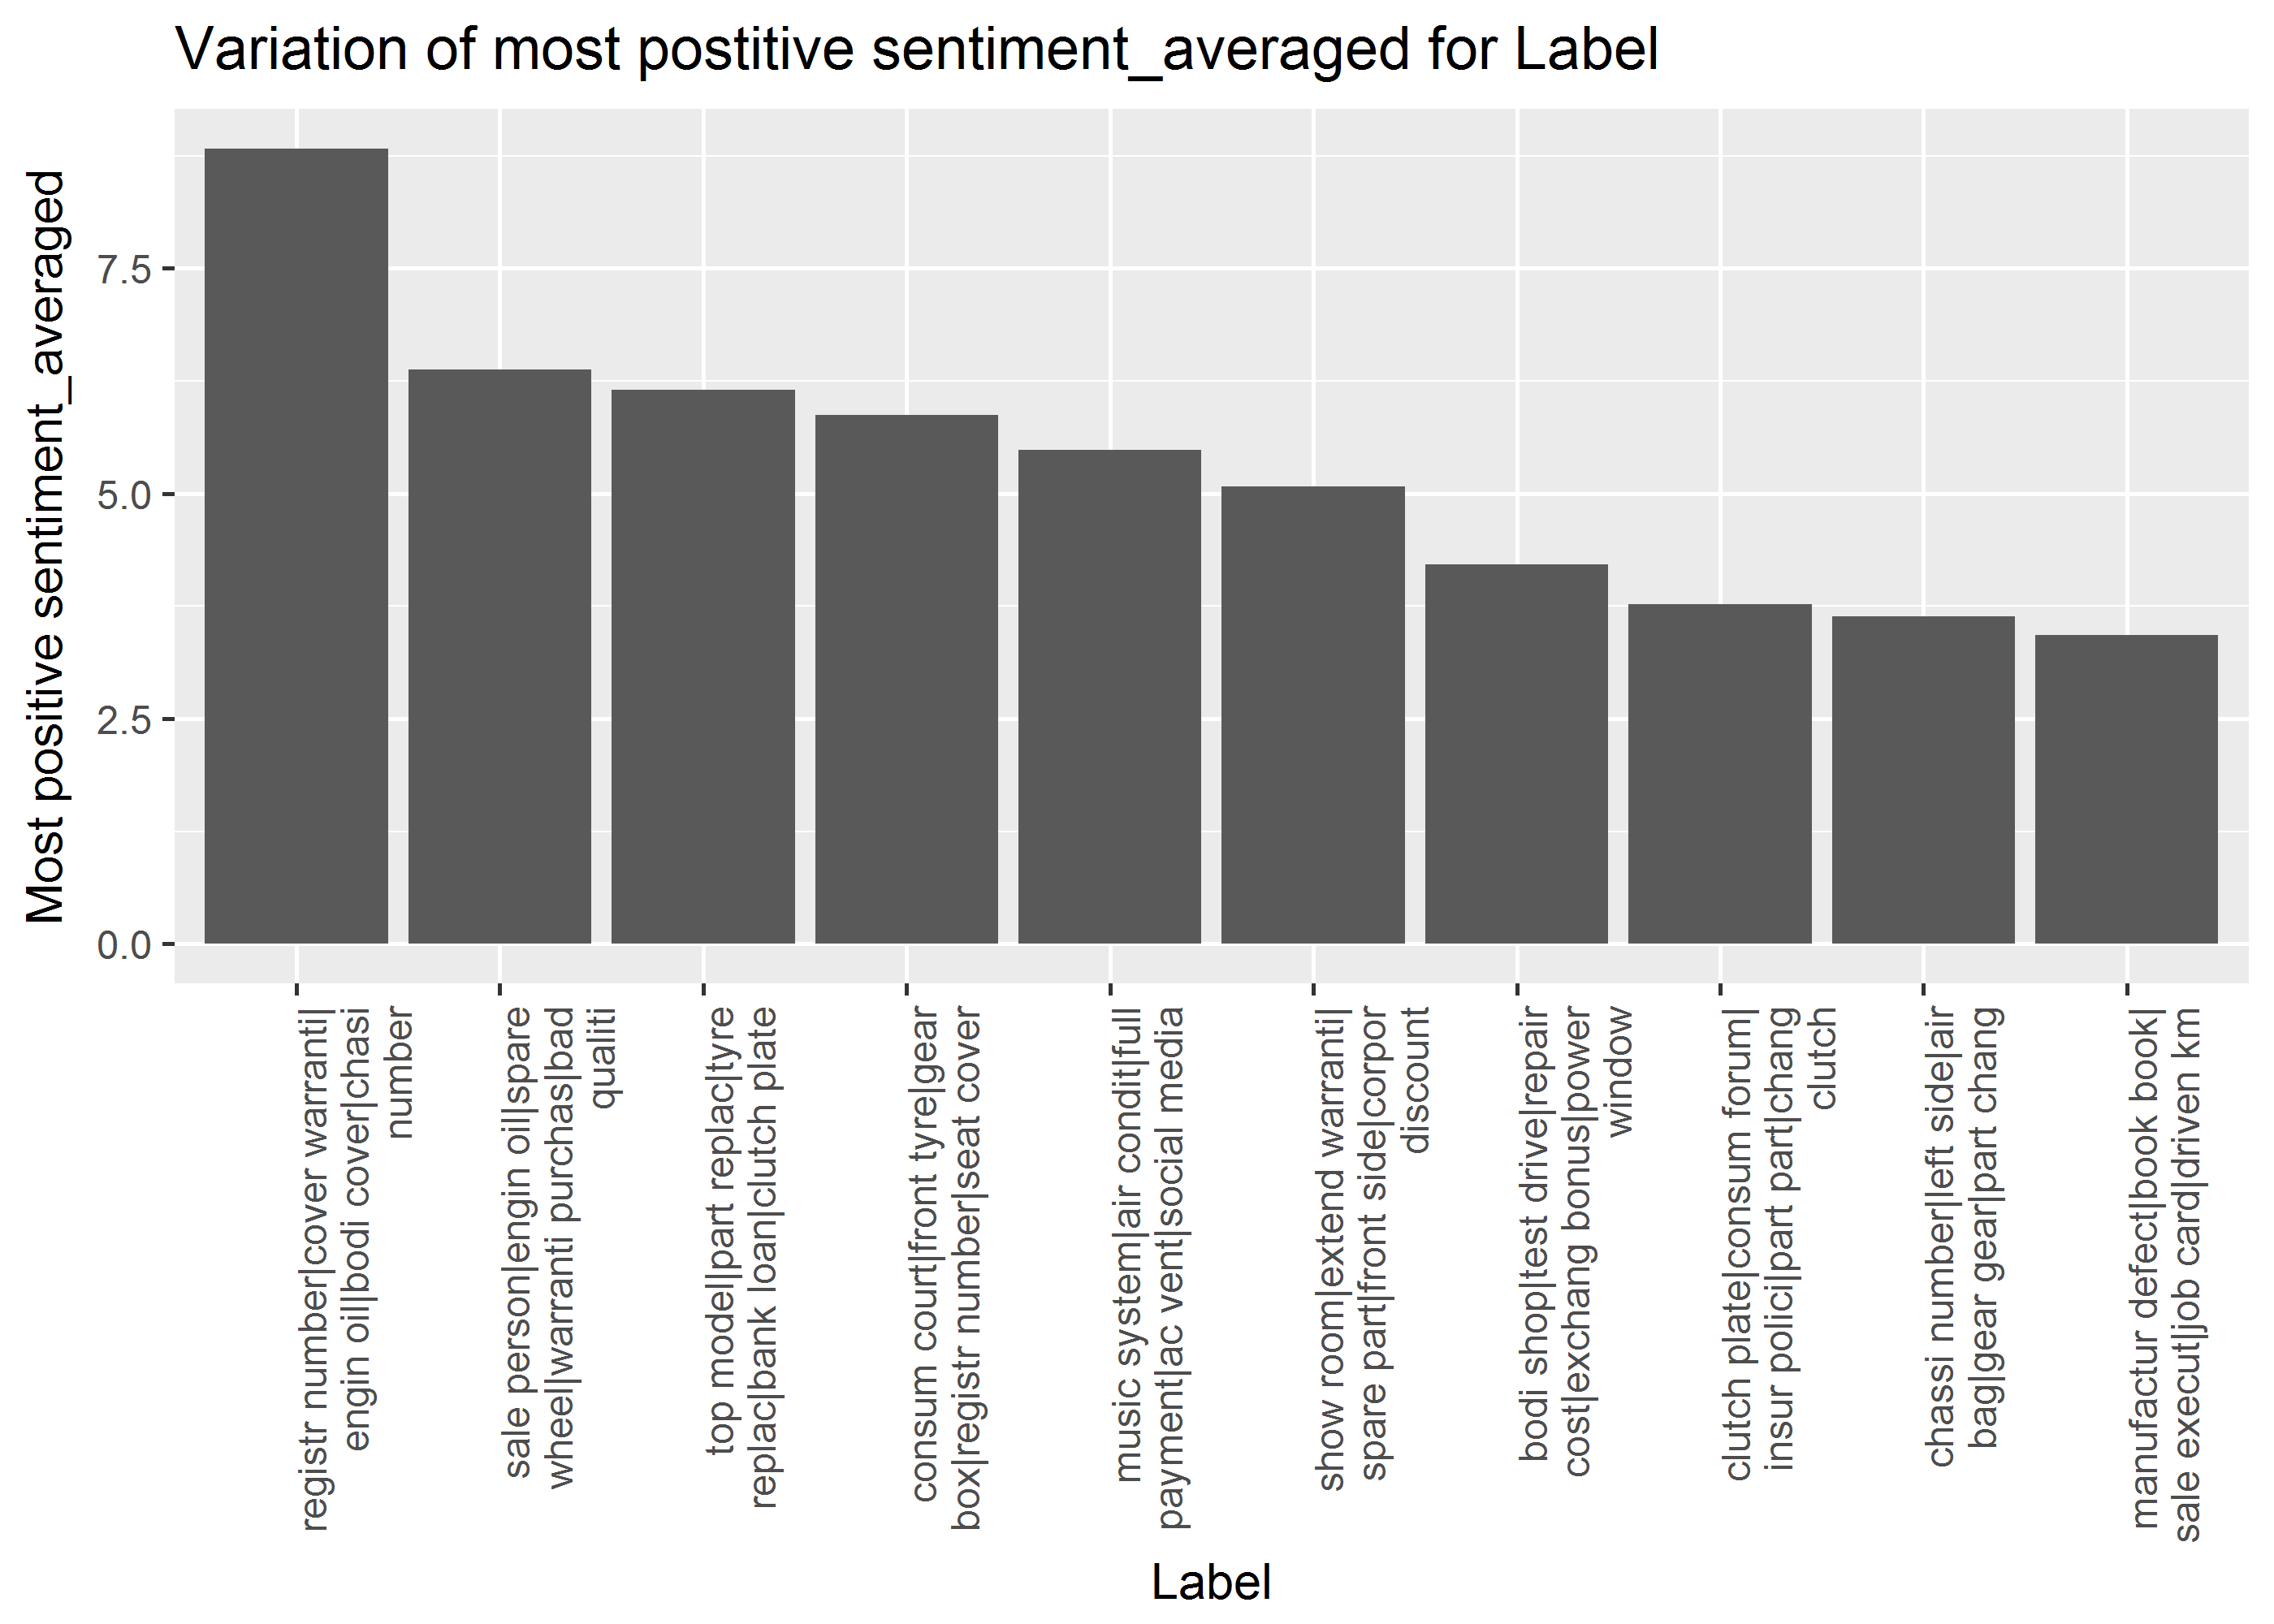 Variation of most postitive sentiment_averaged for Label
Most positive sentiment_averaged
7.5
5.0
2.5
0.0
registr number|cover warranti|
engin oil|bodi cover|chasi
number
sale person|engin oil|spare
wheel|warranti purchas|bad
qualiti
top model|part replac|tyre
replac|bank loan|clutch plate
consum court|front tyre|gear
box|registr number|seat cover
music system|air condit|full
payment|ac vent|social media
show room|extend warranti|
spare part|front side|corpor
discount
bodi shop|test drive|repair
cost|exchang bonus|power
window
clutch plate|consum forum|
insur polici|part part|chang
clutch
chassi number|left side|air
bag|gear gear|part chang
manufactur defect|book book|
sale execut|job card|driven km
Label